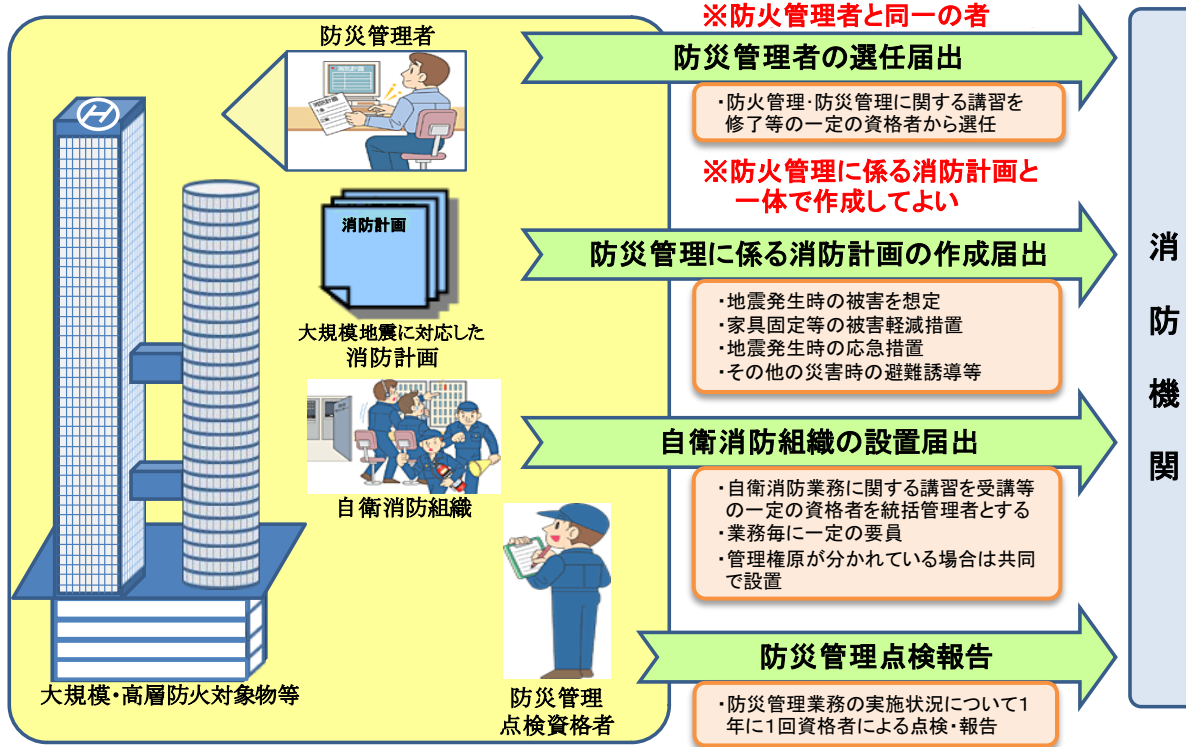 ※防火管理者と同一の者
防災管理者
防災管理者の選任届出
・防火管理・防災管理に関する講習を
修了等の一定の資格者から選任
※防火管理に係る消防計画と
一体で作成してよい
消防計画
防災管理に係る消防計画の作成届出
大規模地震に対応した
消防計画
・地震発生時の被害を想定
・家具固定等の被害軽減措置
・地震発生時の応急措置
・その他の災害時の避難誘導等
自衛消防組織の設置届出
自衛消防組織
・自衛消防業務に関する講習を受講等
の一定の資格者を統括管理者とする
・業務毎に一定の要員
・管理権原が分かれている場合は共同
で設置
防災管理点検報告
大規模・高層防火対象物等
防災管理
点検資格者
・防災管理業務の実施状況について1
年に1回資格者による点検・報告
消防機関
H